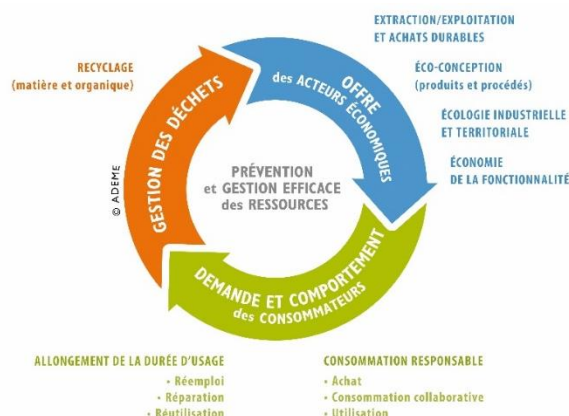 EXTRACTION/EXPLOITATION
ET ACHATS DURABLES
RECYCLAGE
(matière et organique)
ÉCO-CONCEPTION
(produits et procédés)
ÉCOLOGIE INDUSTRIELLE
ET TERRITORIALE
ÉCONOMIE
DE LA FONCTIONNALITÉ
OFFRE
des ACTEURS ÉCONOMIQUES
GESTION DES DÉCHETS
© ADEME
PRÉVENTION
et GESTION EFFICACE
des RESSOURCES
DEMANDE ET COMPORTEMENT
des CONSOMMATEURS
ALLONGEMENT DE LA DURÉE D'USAGE
• Réemploi
• Réparation
• Réutilisation
CONSOMMATION RESPONSABLE
• Achat
• Consommation collaborative
• Utilisation